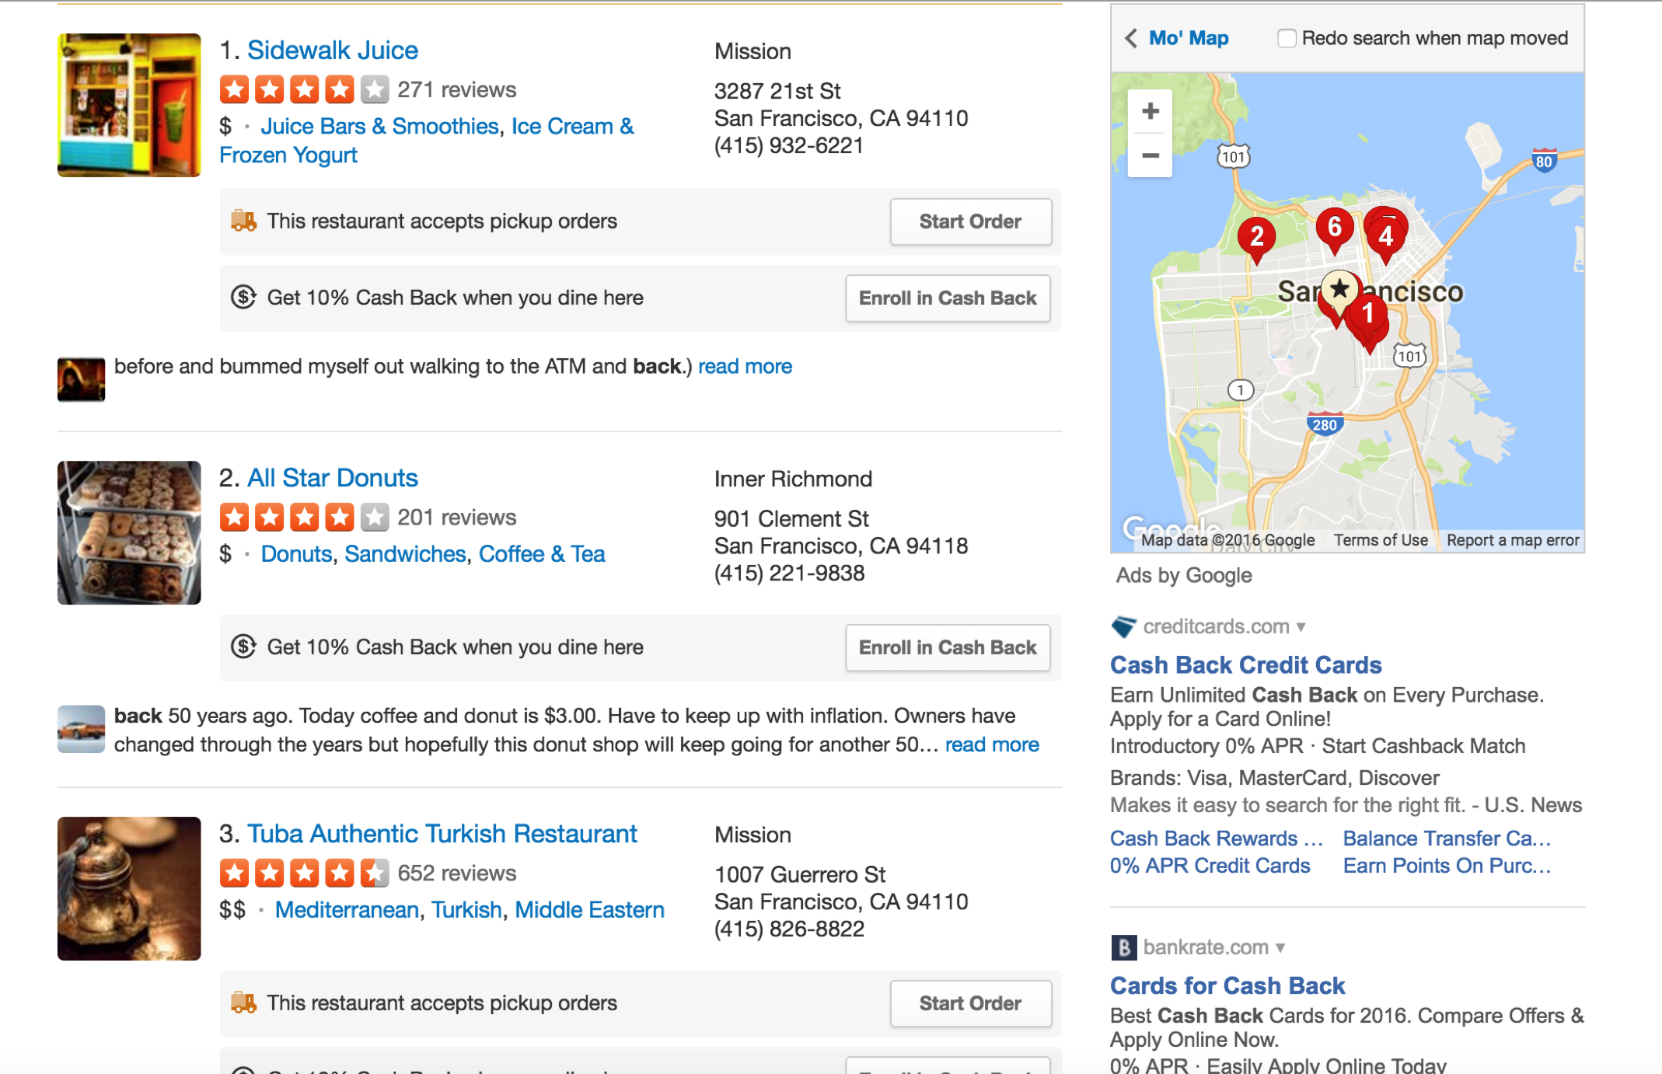 1. Sidewalk Juice
271 reviews
$ · Juice Bars & Smoothies, Ice Cream &
Frozen Yogurt
Mission
3287 21st St
San Francisco, CA 94110
(415) 932-6221
This restaurant accepts pickup orders
Start Order
Get 10% Cash Back when you dine here
Enroll in Cash Back
before and bummed myself out walking to the ATM and back.) read more
2. All Star Donuts
201 reviews
$ · Donuts, Sandwiches, Coffee & Tea
Inner Richmond
901 Clement St
San Francisco, CA 94118
(415) 221-9838
Get 10% Cash Back when you dine here
Enroll in Cash Back
back 50 years ago. Today coffee and donut is $3.00. Have to keep up with inflation. Owners have
changed through the years but hopefully this donut shop will keep going for another 50… read more
3. Tuba Authentic Turkish Restaurant
652 reviews
$$ · Mediterranean, Turkish, Middle Eastern
Mission
1007 Guerrero St
San Francisco, CA 94110
(415) 826-8822
This restaurant accepts pickup orders
Start Order
Mo' Map
Redo search when map moved
+
−
101
80
2
6
4
San ancisco
1
101
1
280
Google
Map data ©2016 Google Terms of Use Report a map error
Ads by Google
creditcards.com
Cash Back Credit Cards
Earn Unlimited Cash Back on Every Purchase.
Apply for a Card Online!
Introductory 0% APR · Start Cashback Match
Brands: Visa, MasterCard, Discover
Makes it easy to search for the right fit. - U.S. News
Cash Back Rewards … Balance Transfer Ca…
0% APR Credit Cards Earn Points On Purc…
B bankrate.com
Cards for Cash Back
Best Cash Back Cards for 2016. Compare Offers &
Apply Online Now.
0% APR · Easily Apply Online Today